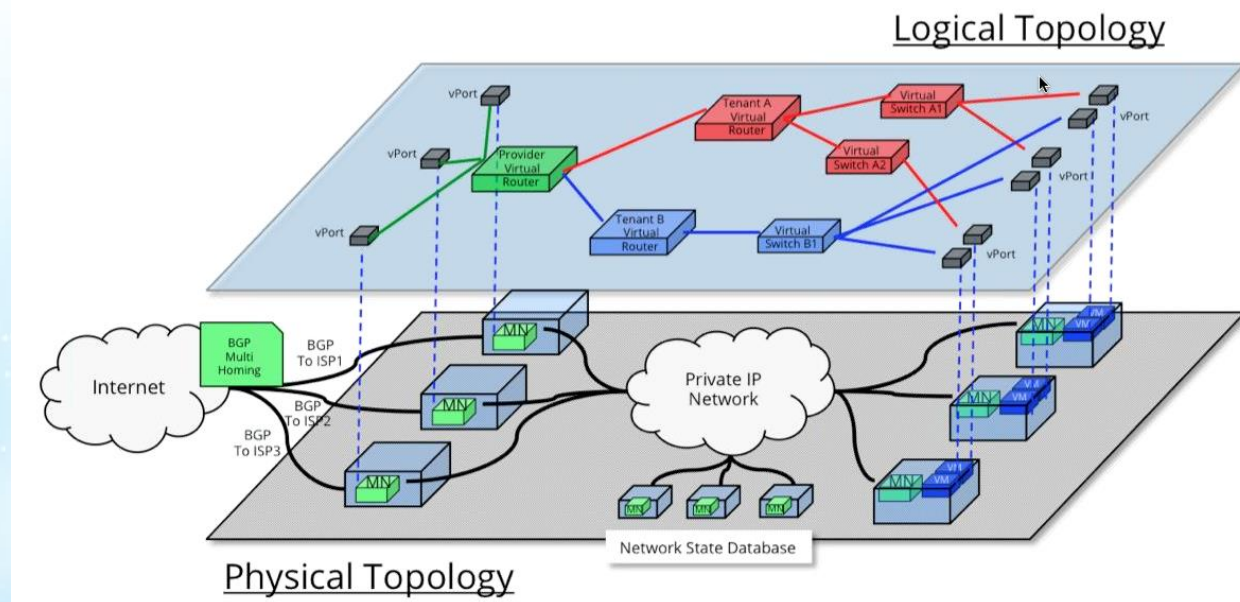 Logical Topology
vPort
vPort
vPort
Provider
Virtual
Router
Tenant A
Virtual
Router
Virtual
Switch A1
Virtual
Switch A2
Tenant B
Virtual
Router
Virtual
Switch B1
vPort
vPort
vPort
Internet
BGP
Multi
Homing
BGP
To ISP1
BGP
To ISP2
BGP
To ISP3
MN
MN
MN
Private IP
Network
MN
VM
VM
MN
VM
VM
MN
VM
VM
MN
MN
MN
Network State Database
Physical Topology